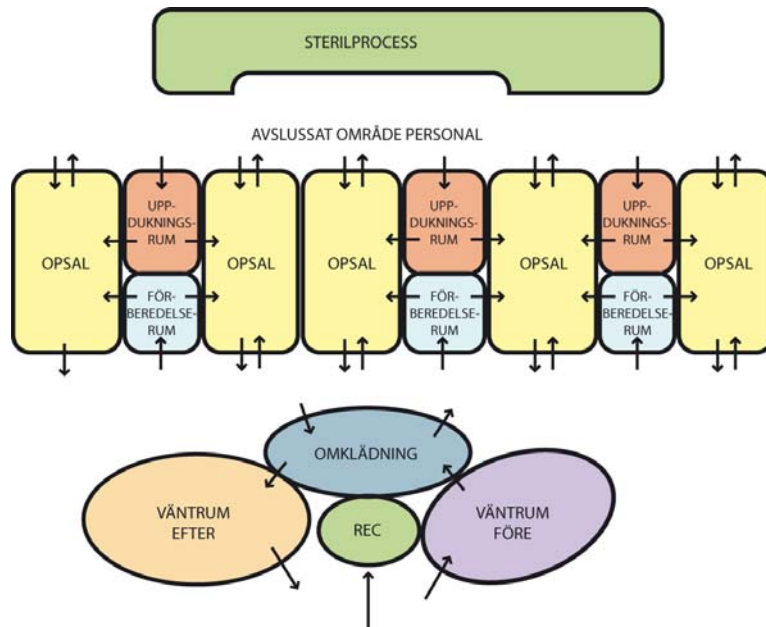 STERILPROCESS
AVSLUSSAT OMRÅDE PERSONAL
OPSAL
UPP-
DUKNINGS-
RUM
FÖR-
BEREDELSE-
RUM
OPSAL
OPSAL
UPP-
DUKNINGS-
RUM
FÖR-
BEREDELSE-
RUM
OPSAL
UPP-
DUKNINGS-
RUM
FÖR-
BEREDELSE-
RUM
OPSAL
OMKLÄDNING
VÄNTRUM
EFTER
REC
VÄNTRUM
FÖRE